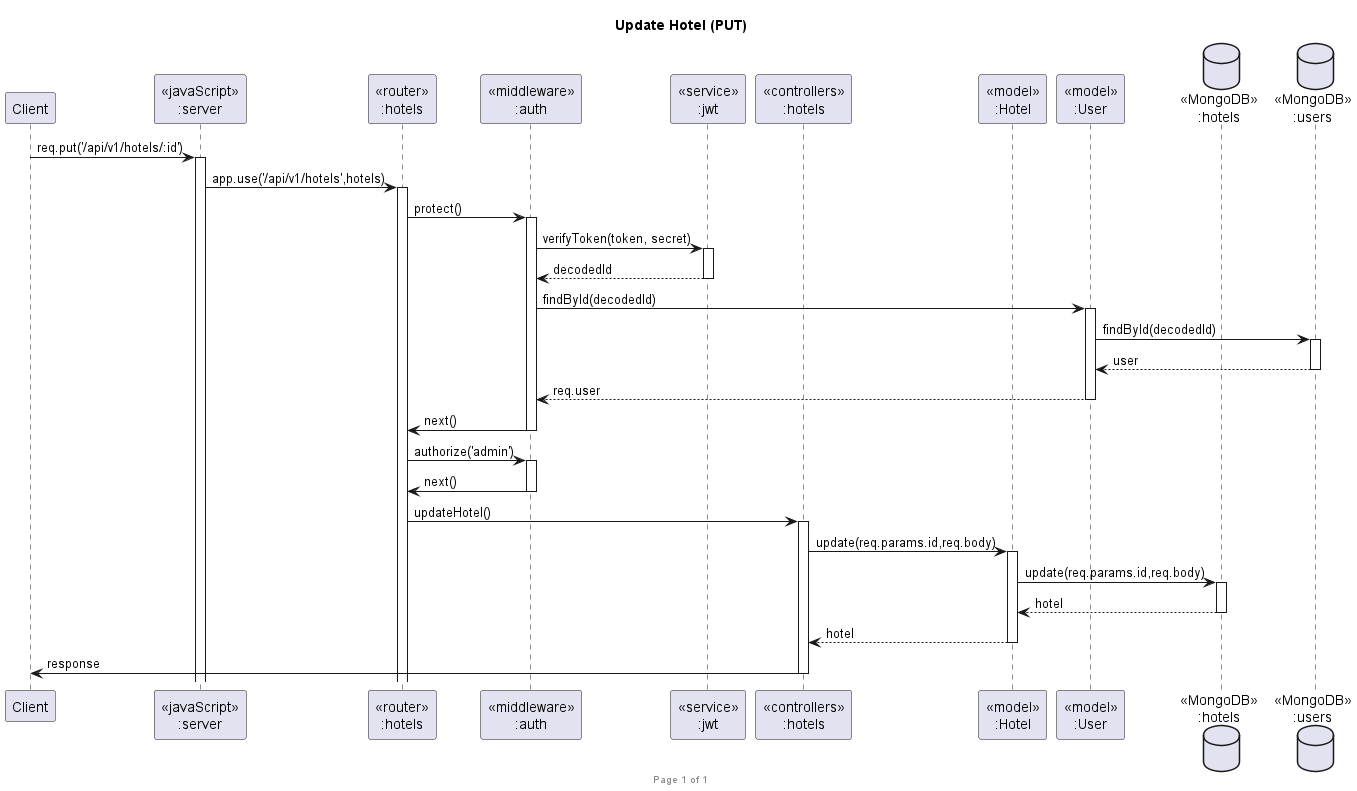 Update Hotel (PUT)
Client
«javaScript»
:server
«router»
:hotels
«middleware»
:auth
«service»
:jwt
«controllers»
:hotels
«model»
:Hotel
«model»
:User
«MongoDB»
:hotels
«MongoDB»
:users
req.put('/api/v1/hotels/:id')
app.use('/api/v1/hotels',hotels)
protect()
verifyToken(token, secret)
decodedId
findById(decodedId)
findById(decodedId)
user
req.user
next()
authorize('admin')
next()
updateHotel()
update(req.params.id,req.body)
update(req.params.id,req.body)
hotel
hotel
response
Client
«javaScript»
:server
«router»
:hotels
«middleware»
:auth
«service»
:jwt
«controllers»
:hotels
«model»
:Hotel
«model»
:User
«MongoDB»
:hotels
«MongoDB»
:users
Page 1 of 1